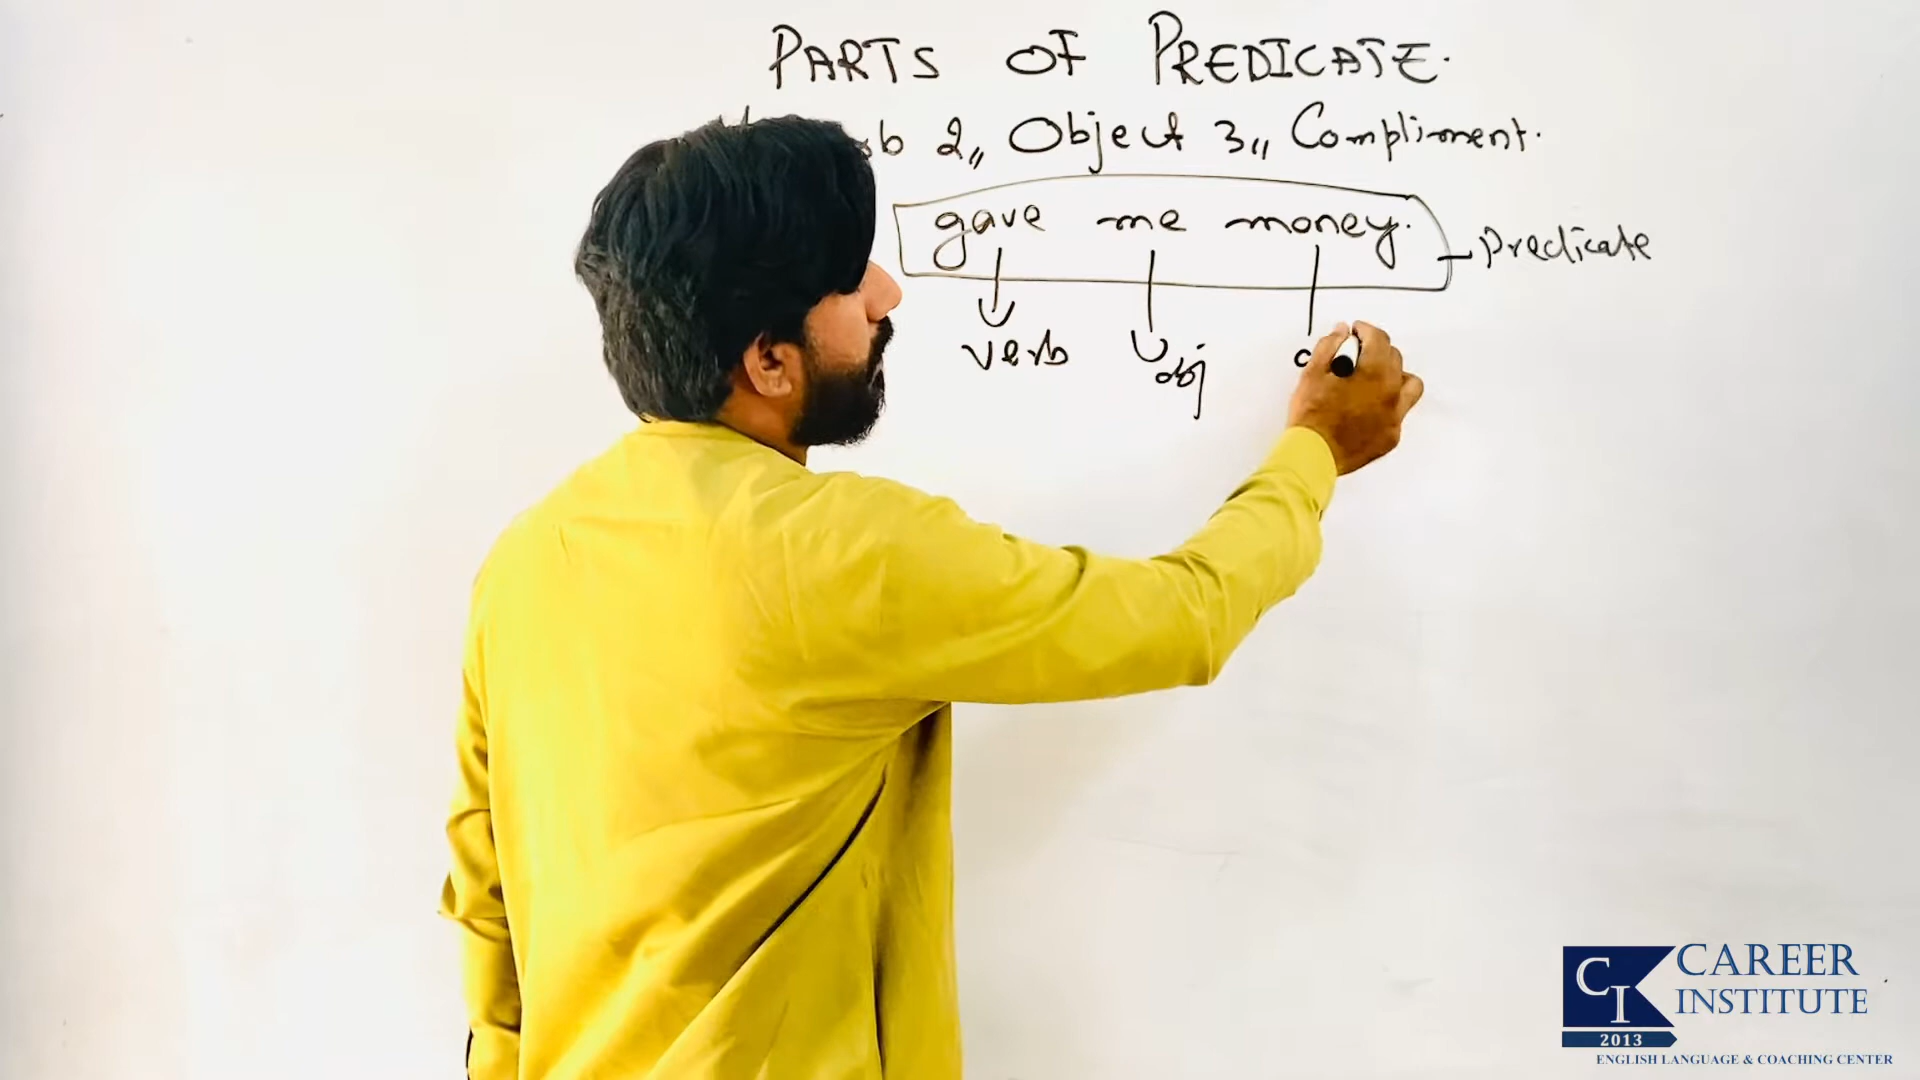 PARTS OF PREDICATE.
2,, Object 3,, Compliment.
gave me money.
Predicate
verb obj
CI
CAREER
INSTITUTE
2013
ENGLISH LANGUAGE & COACHING CENTER